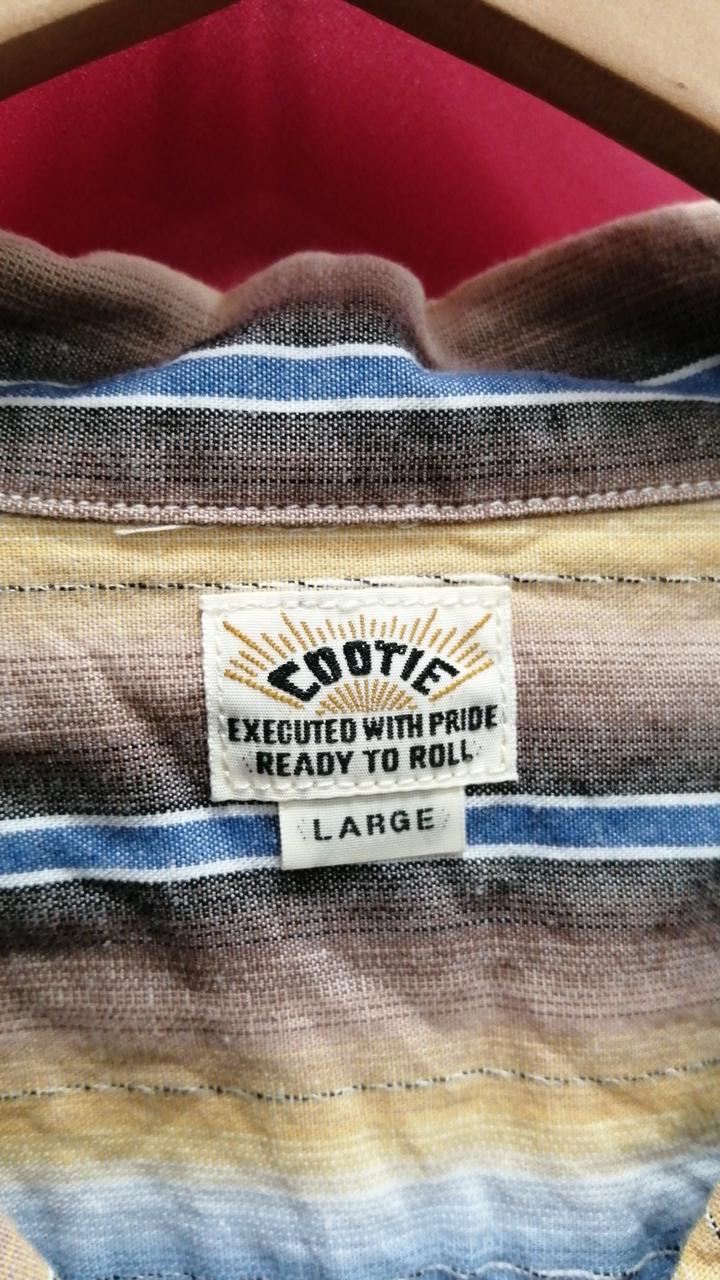 COOTIE
EXECUTED WITH PRIDE
READY TO ROLL
LARGE